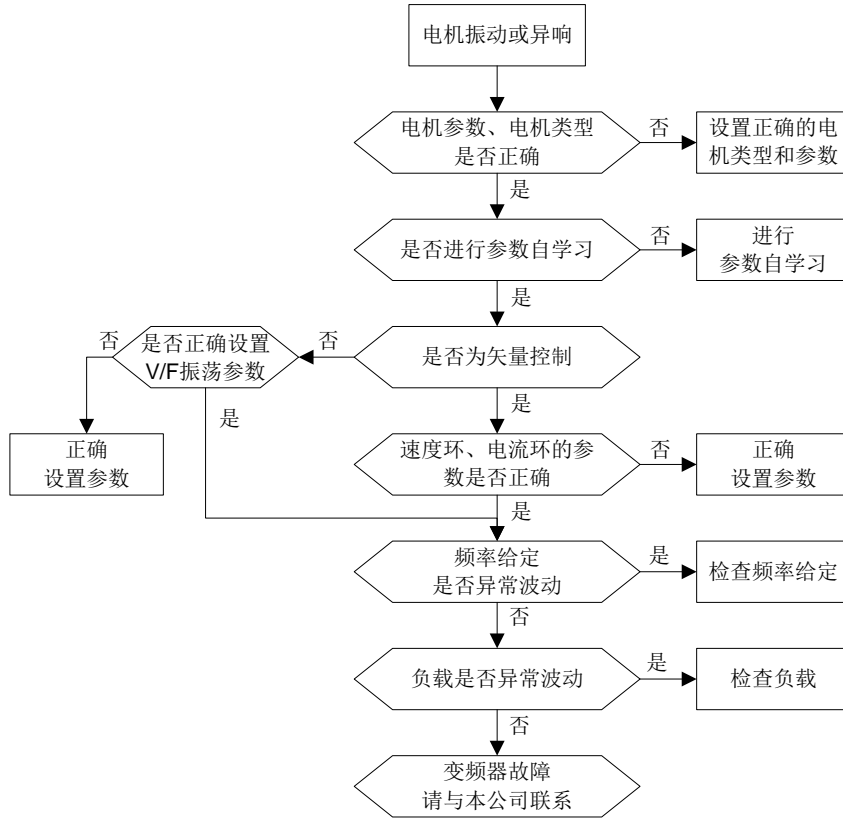 电机振动或异响
电机参数、电机类型
是否正确
否
设置正确的电
机类型和参数
是
是否进行参数自学习
否
进行
参数自学习
是
是否为矢量控制
否
是否正确设置
V/F振荡参数
否
正确
设置参数
是
是
速度环、电流环的参
数是否正确
否
正确
设置参数
是
频率给定
是否异常波动
是
检查频率给定
否
负载是否异常波动
是
检查负载
否
变频器故障
请与本公司联系